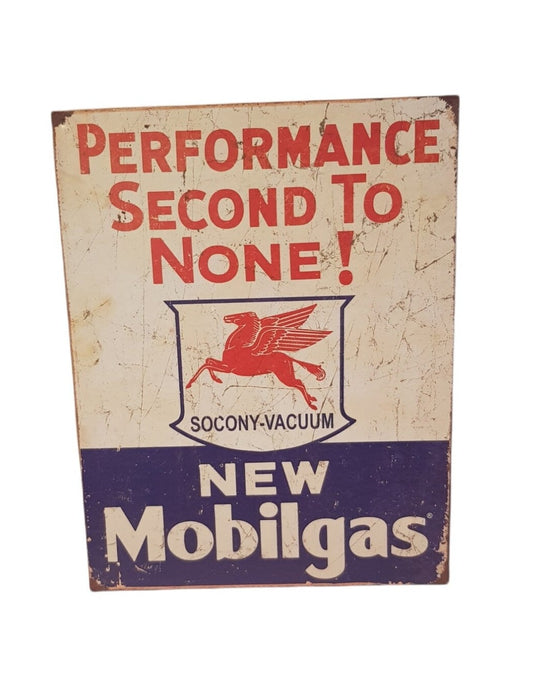 PERFORMANCE
SECOND TO
NONE!
SOCONY-VACUUM
NEW
Mobilgas®